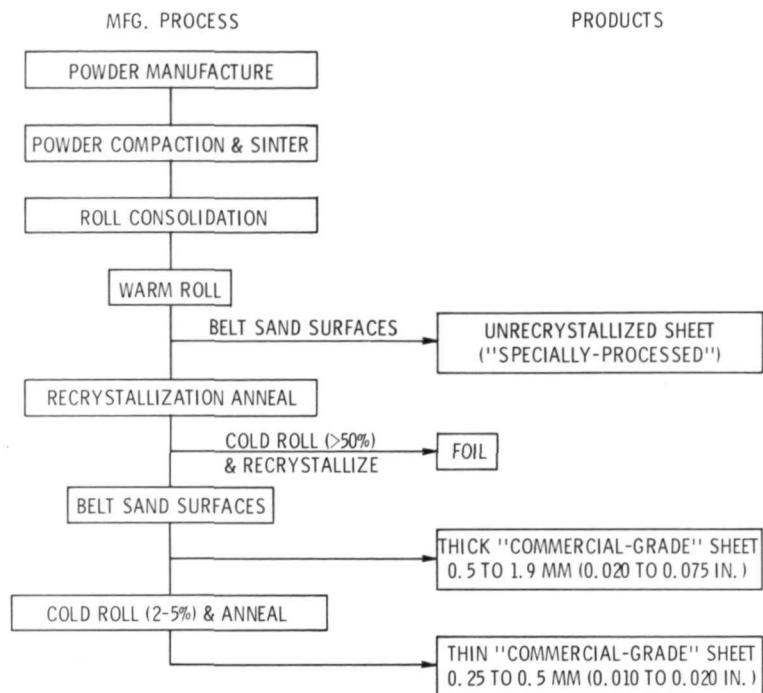 MFG. PROCESS PRODUCTS
POWDER MANUFACTURE
POWDER COMPACTION & SINTER
ROLL CONSOLIDATION
WARM ROLL
BELT SAND SURFACES
UNRECRYSTALLIZED SHEET
("SPECIALLY-PROCESSED")
RECRYSTALLIZATION ANNEAL
COLD ROLL (>50%)
& RECRYSTALLIZE
FOIL
BELT SAND SURFACES
THICK "COMMERCIAL-GRADE" SHEET
0.5 TO 1.9 MM (0.020 TO 0.075 IN.)
COLD ROLL (2-5%) & ANNEAL
THIN "COMMERCIAL-GRADE" SHEET
0.25 TO 0.5 MM (0.010 TO 0.020 IN.)